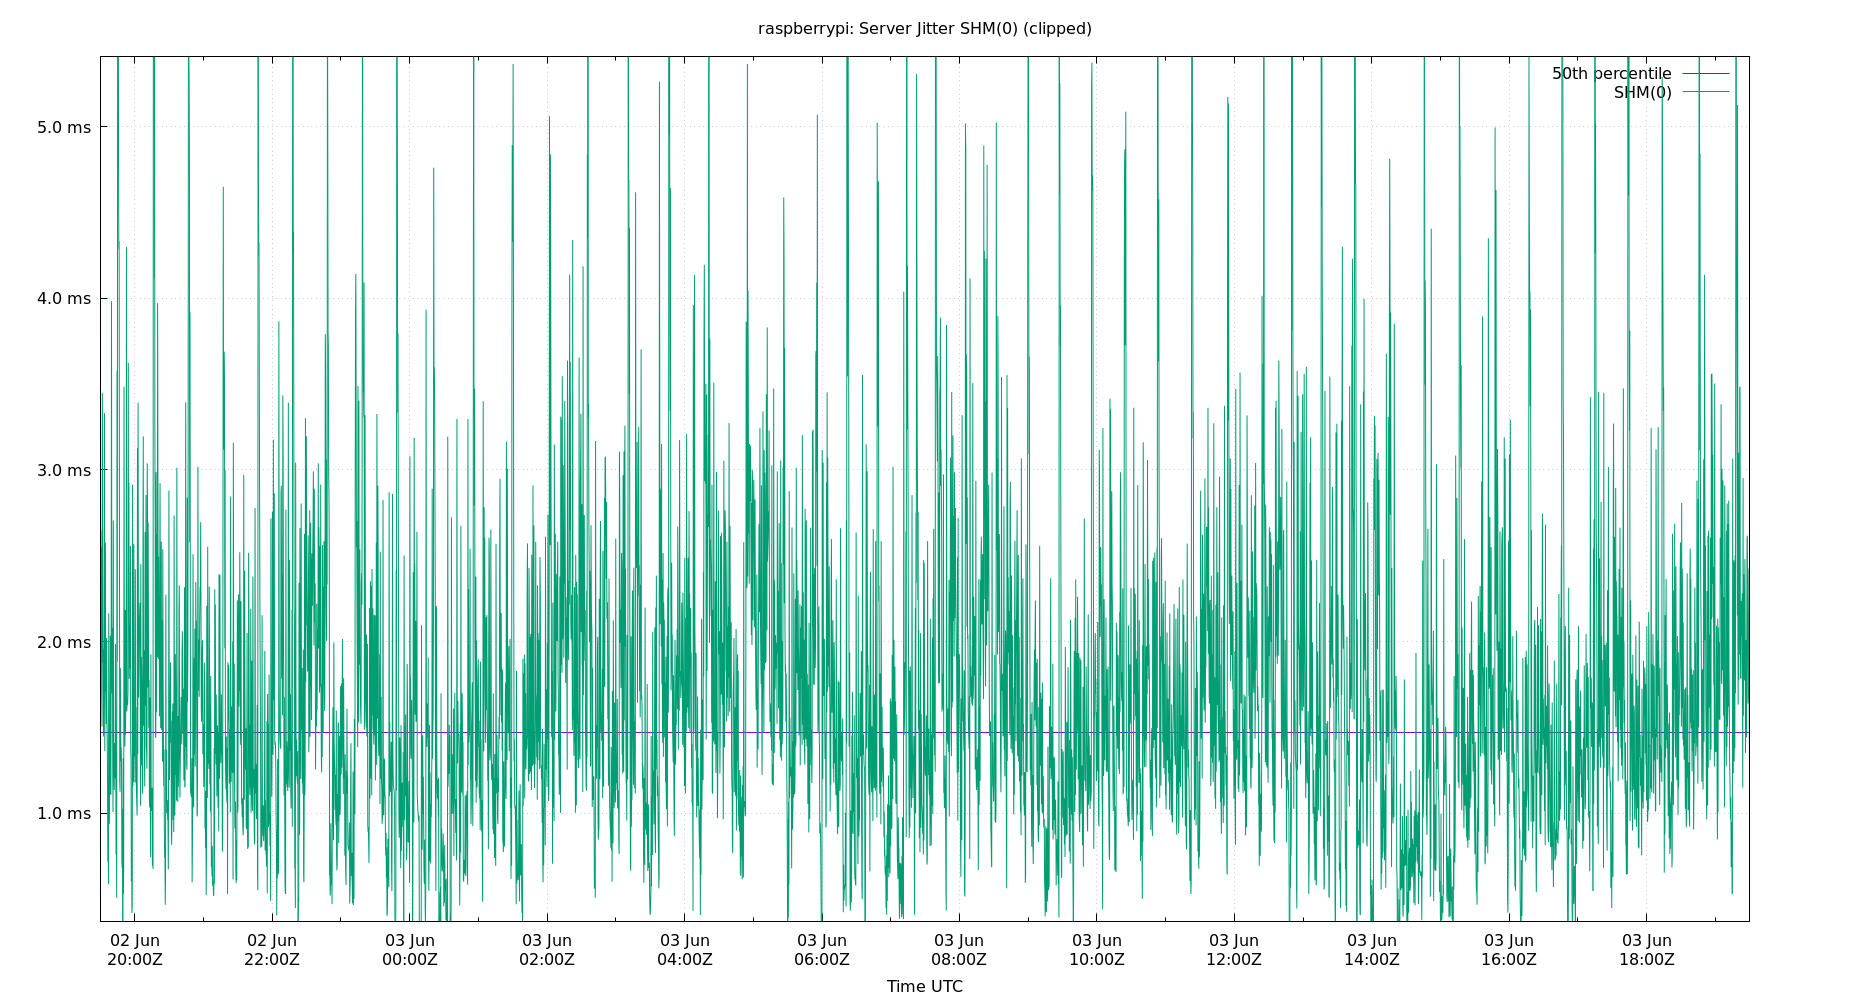 raspberrypi: Server Jitter SHM(0) (clipped)
50th percentile
SHM(0)
5.0 ms
4.0 ms
3.0 ms
2.0 ms
1.0 ms
02 Jun 02 Jun 03 Jun 03 Jun 03 Jun 03 Jun 03 Jun 03 Jun 03 Jun 03 Jun 03 Jun 03 Jun
20:00Z 22:00Z 00:00Z 02:00Z 04:00Z 06:00Z 08:00Z 10:00Z 12:00Z 14:00Z 16:00Z 18:00Z
Time UTC